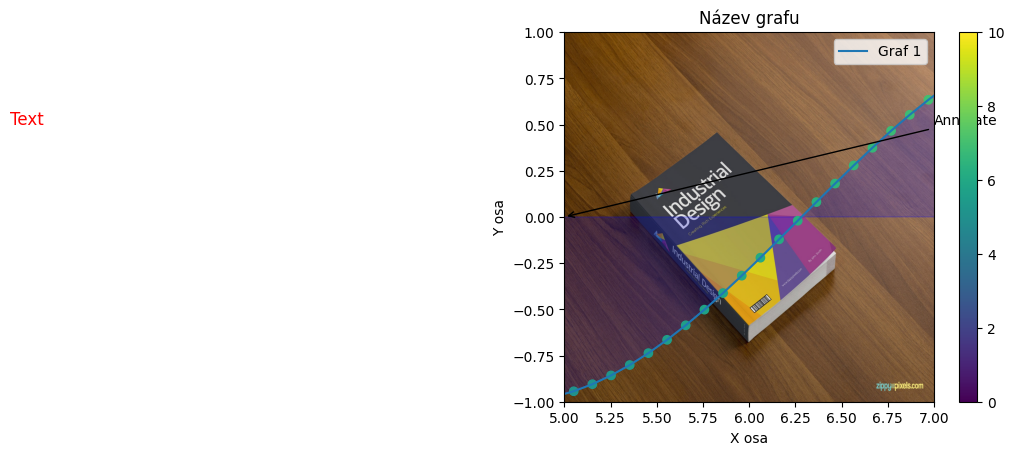 Název grafu
Text
Graf 1
Annotate
Y osa
1.00
0.75
0.50
0.25
0.00
−0.25
−0.50
−0.75
−1.00
Industrial
Design
Industrial Design
zippypixels.com
5.00 5.25 5.50 5.75 6.00 6.25 6.50 6.75 7.00
X osa
10
8
6
4
2
0